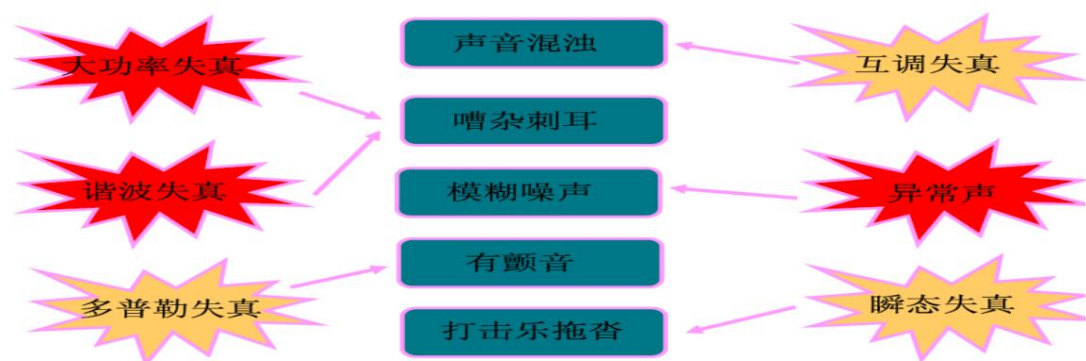 声音混浊
大功率失真
互调失真
嘈杂刺耳
谐波失真
模糊噪声
异常声
有颤音
多普勒失真
瞬态失真
打击乐拖沓